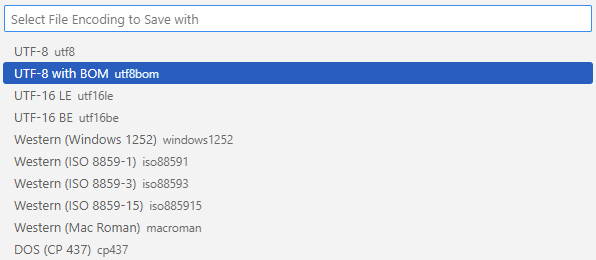 Select File Encoding to Save with
UTF-8 utf8
UTF-8 with BOM utf8bom
UTF-16 LE utf16le
UTF-16 BE utf16be
Western (Windows 1252) windows1252
Western (ISO 8859-1) iso88591
Western (ISO 8859-3) iso88593
Western (ISO 8859-15) iso885915
Western (Mac Roman) macroman
DOS (CP 437) cp437